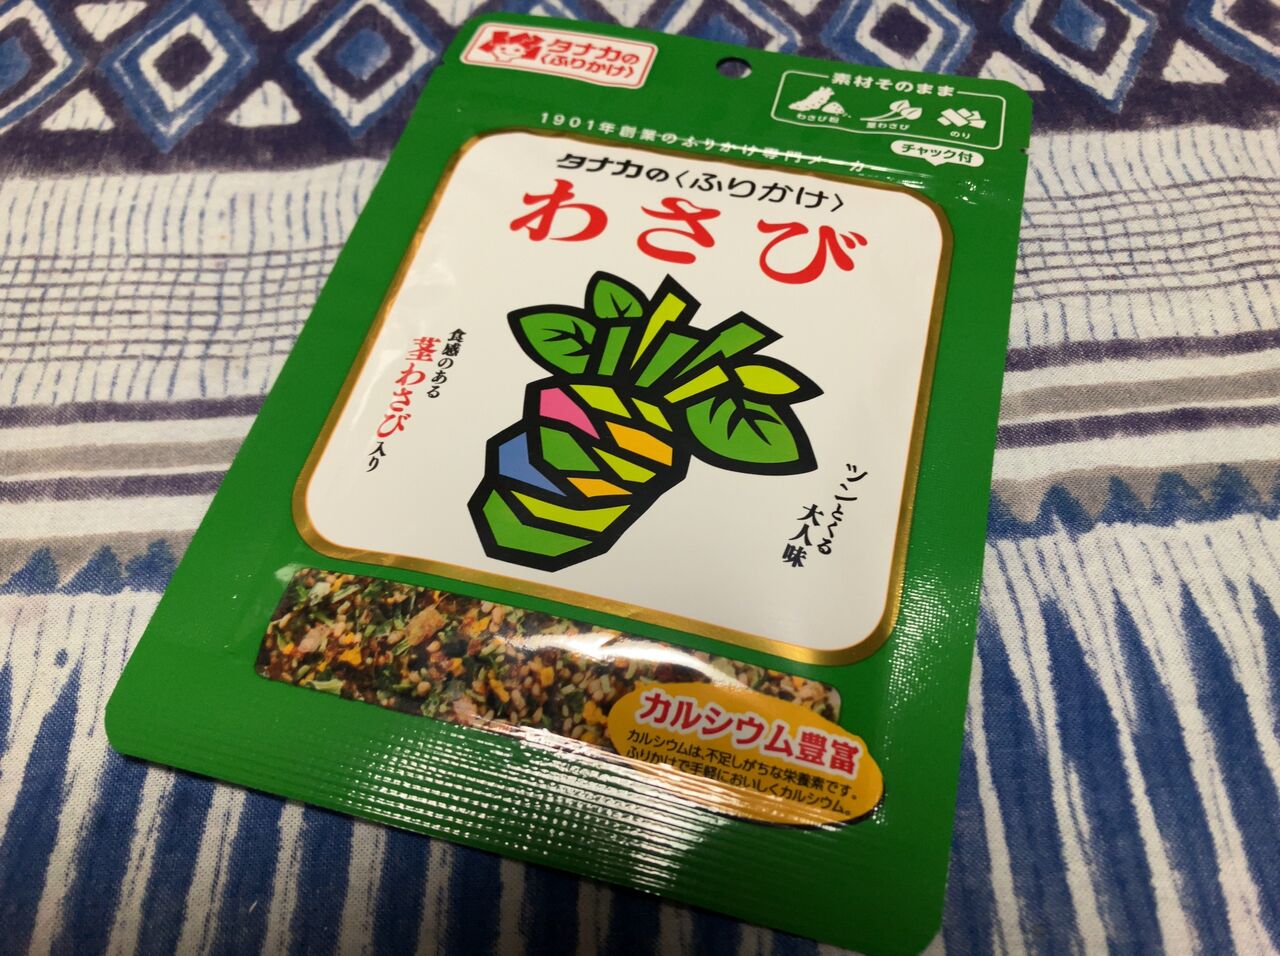 タナカの
〈ふりかけ〉
素材そのまま
わさび粉
茎わさび
のり
チャック付
1901年創業のふりかけ専門メーカー
タナカの〈ふりかけ〉
わさび
食感のある
茎わさび入り
ツンとくる
大人味
カルシウム豊富
カルシウムは、不足しがちな栄養素です。
ふりかけで手軽においしくカルシウム。